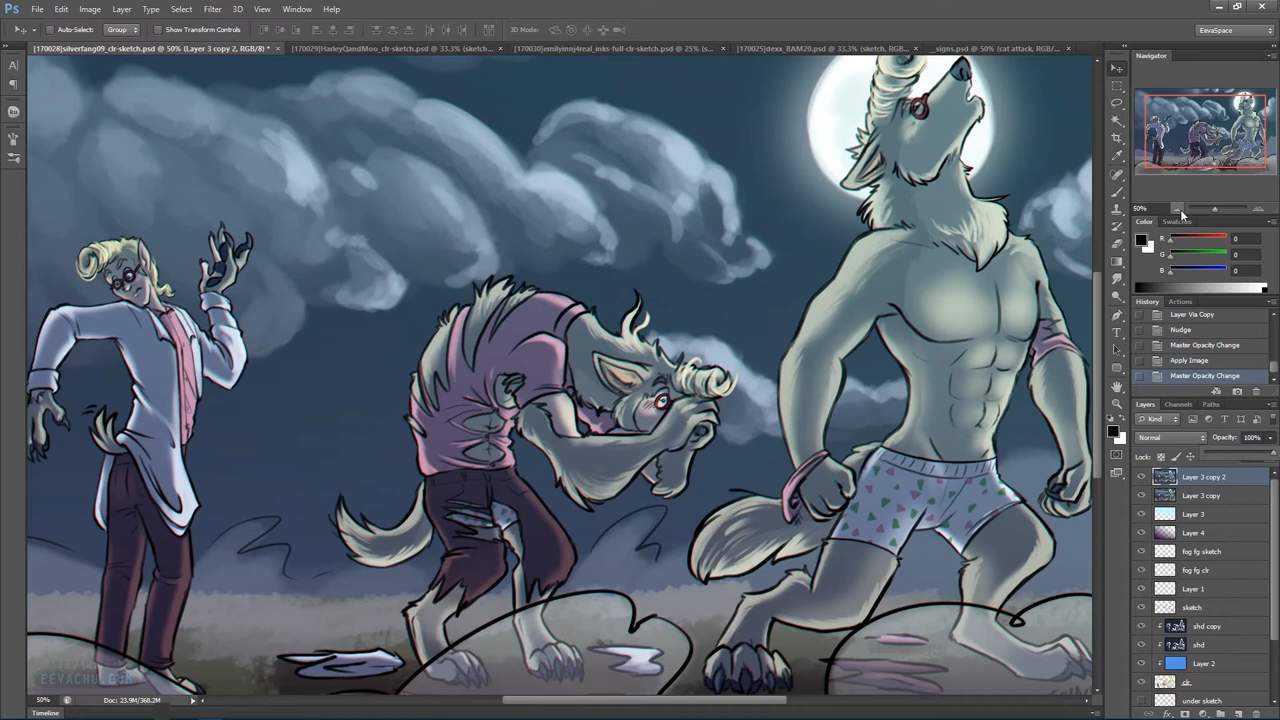 Ps File Edit Image Layer Type Select Filter 3D View Window Help
Auto-Select: Group Show Transform Controls 3D Mode: EevaSpace
[170028]silverfang09_clr-sketch.psd @ 50% (Layer 3 copy 2, RGB/8) * × [170029]HarleyQandMoo_clr-sketch.psd @ 33.3% (sketch, RGB/8) × [170030]emilyinnj4real_inks-full-clr-sketch.psd @ 25% (s × [170025]dexx_BAM20.psd @ 33.3% (sketch, RGB/8) × __signs.psd @ 50% (cat attack, RGB/... ×
Navigator
50%
Color Swatches
R 0
G 0
B 0
History Actions
Layer Via Copy
Nudge
Master Opacity Change
Apply Image
Master Opacity Change
Layers Channels Paths
Kind
Normal Opacity: 100%
Lock:
Layer 3 copy 2
Layer 3 copy
Layer 3
Layer 4
fog fg sketch
fog fg clr
Layer 1
sketch
shd copy
shd
Layer 2
clr
under sketch
EEVACHU.COM
50% Doc: 23.9M/368.2M
Timeline